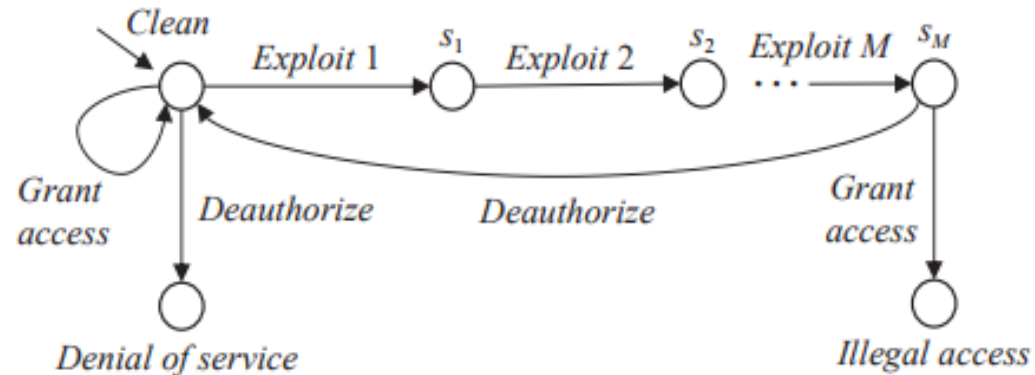 Clean
Exploit 1
s1
Exploit 2
s2
Exploit M
sM
...
Grant
access
Deauthorize
Deauthorize
Grant
access
Denial of service
Illegal access